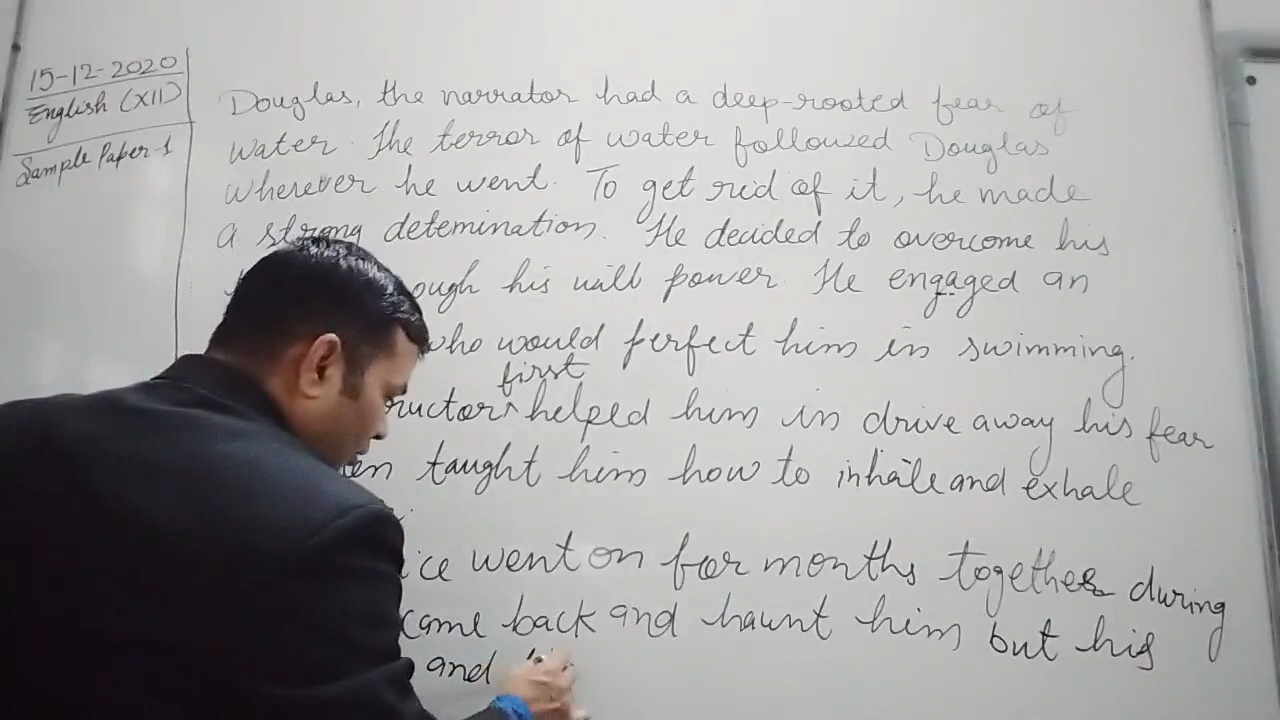 15-12-2020
English (XII)
Sample Paper-1
Douglas, the narrator had a deep-rooted fear of
water. The terror of water followed Douglas
wherever he went. To get rid of it, he made
a strong detemination. He decided to overcome his
ough his will power. He engaged an
who would perfect him in swimming.
first
ructor ^ helped him in drive away his fear
en taught him how to inhale and exhale
ice went on for months together during
came back and haunt him but his
and